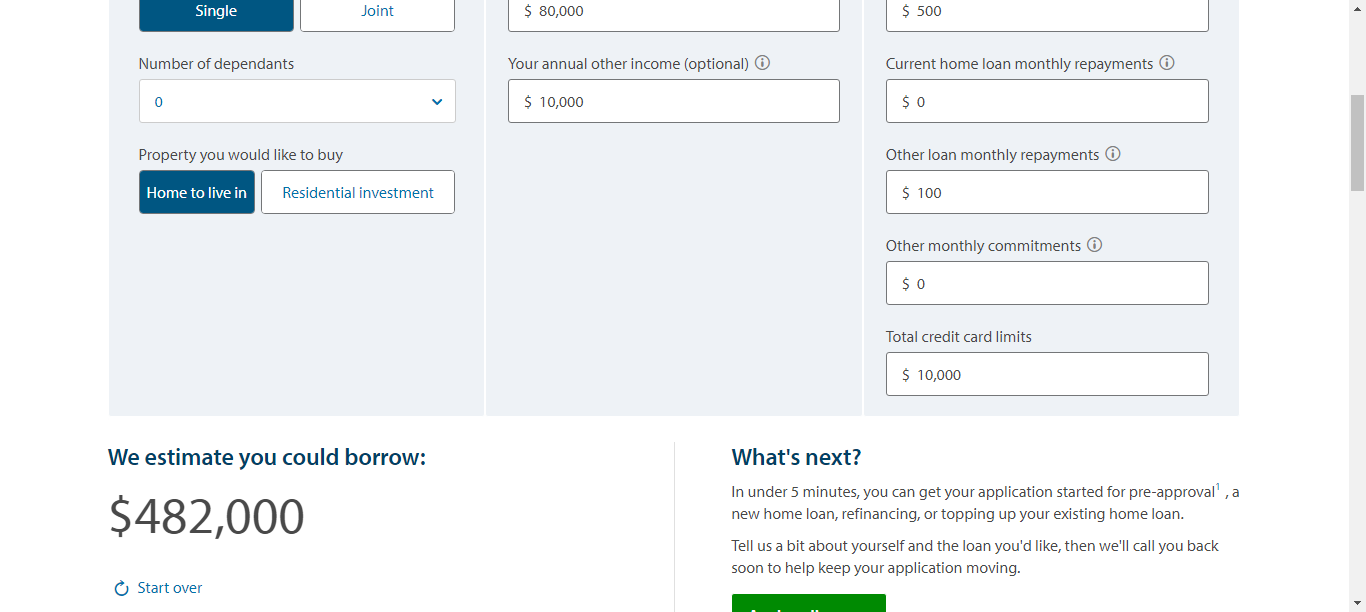 Single
Joint
Number of dependants
0
Property you would like to buy
Home to live in
Residential investment
$ 80,000
Your annual other income (optional)
$ 10,000
$ 500
Current home loan monthly repayments
$ 0
Other loan monthly repayments
$ 100
Other monthly commitments
$ 0
Total credit card limits
$ 10,000
We estimate you could borrow:
$482,000
Start over
What's next?
In under 5 minutes, you can get your application started for pre-approval1 , a
new home loan, refinancing, or topping up your existing home loan.
Tell us a bit about yourself and the loan you'd like, then we'll call you back
soon to help keep your application moving.